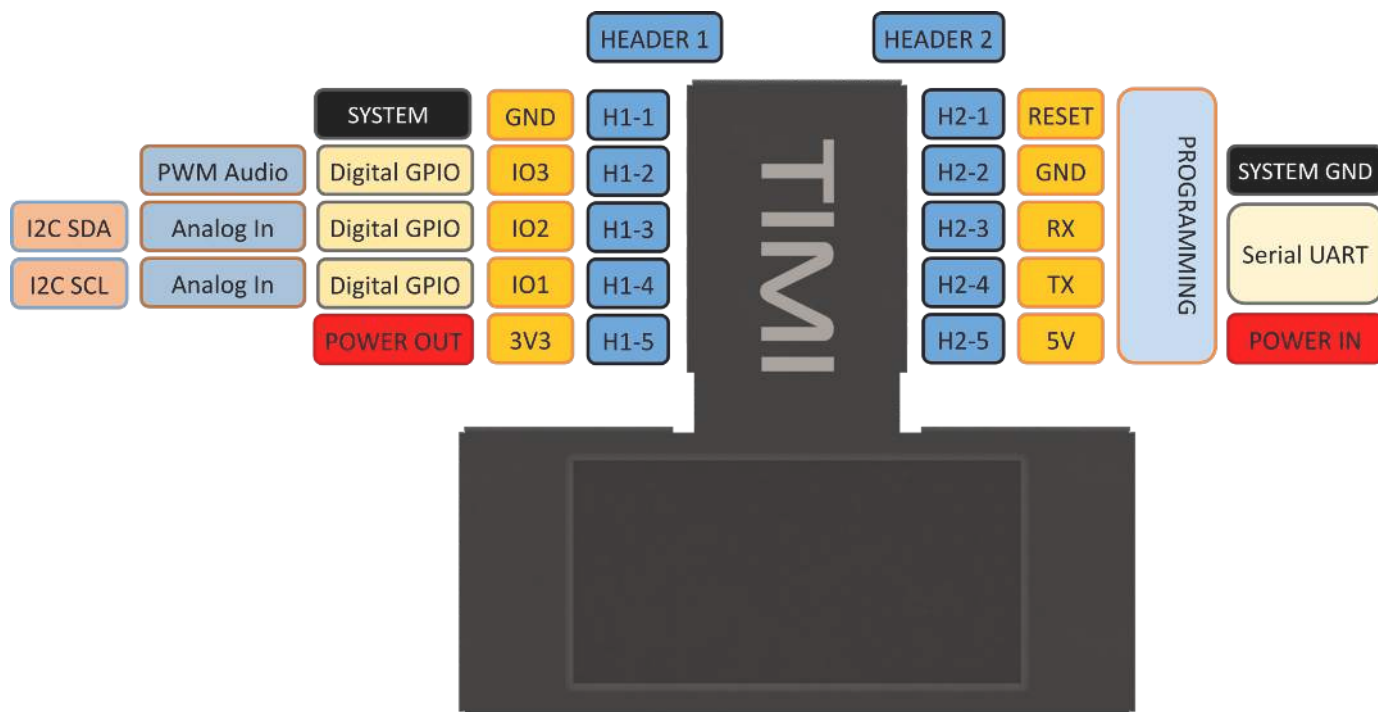 HEADER 1 HEADER 2
SYSTEM GND H1-1 H2-1 RESET
PWM Audio Digital GPIO IO3 H1-2 H2-2 GND SYSTEM GND
I2C SDA Analog In Digital GPIO IO2 H1-3 H2-3 RX
Serial UART
I2C SCL Analog In Digital GPIO IO1 H1-4 H2-4 TX
POWER OUT 3V3 H1-5 H2-5 5V POWER IN
PROGRAMMING
TIMI